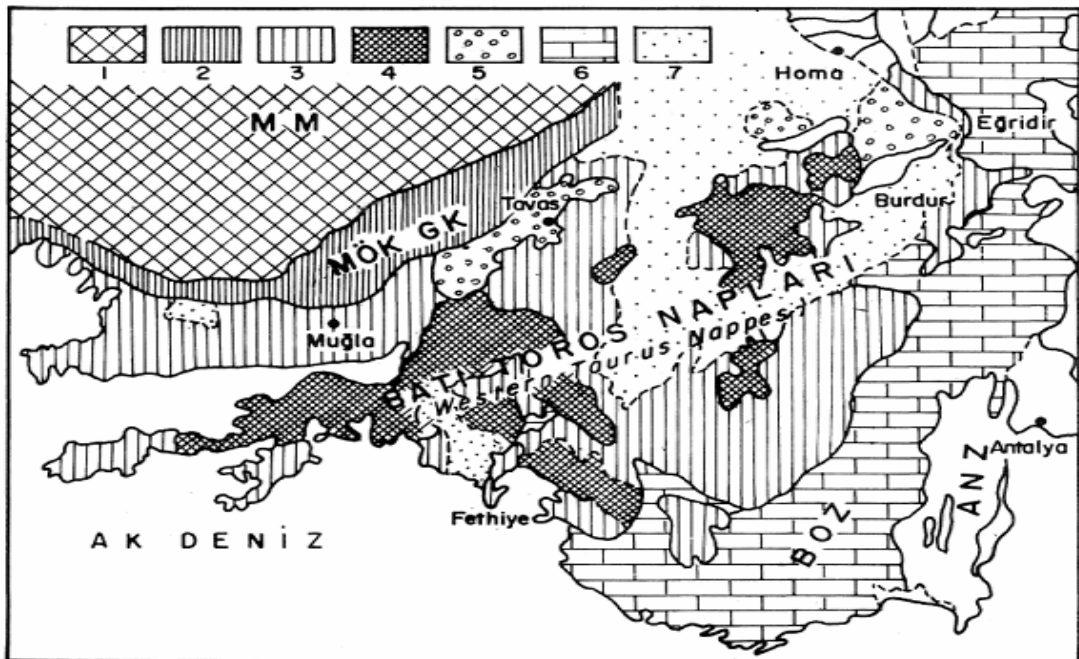 1 2 3 4 5 6 7
Homa
M M
Eğridir
Tavas
Burdur
MÖK GK
Muğla
BATI TOROS NAPLARI
(Western Taurus Nappes)
Antalya
ANZ
Fethiye
BOZ
AK DENİZ